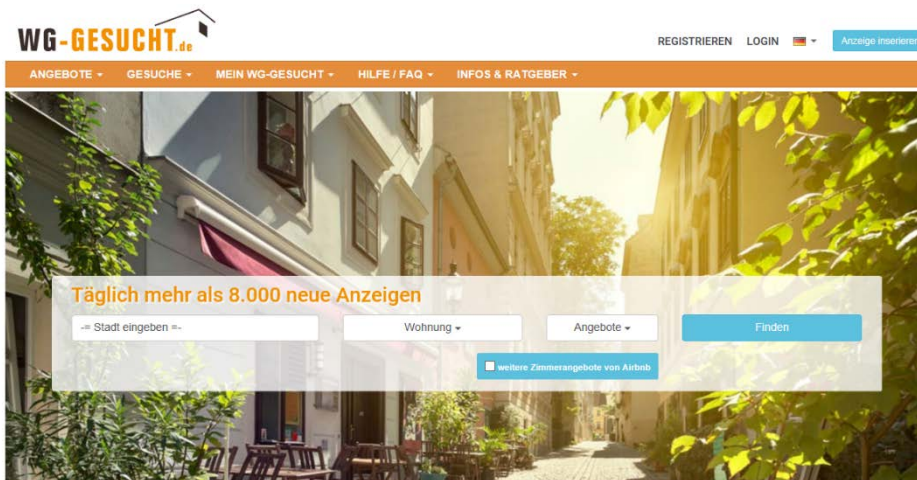 WG-GESUCHT.de
REGISTRIEREN LOGIN Anzeige inserieren
ANGEBOTE GESUCHE MEIN WG-GESUCHT HILFE / FAQ INFOS & RATGEBER
Täglich mehr als 8.000 neue Anzeigen
-= Stadt eingeben =- Wohnung Angebote Finden
weitere Zimmerangebote von Airbnb